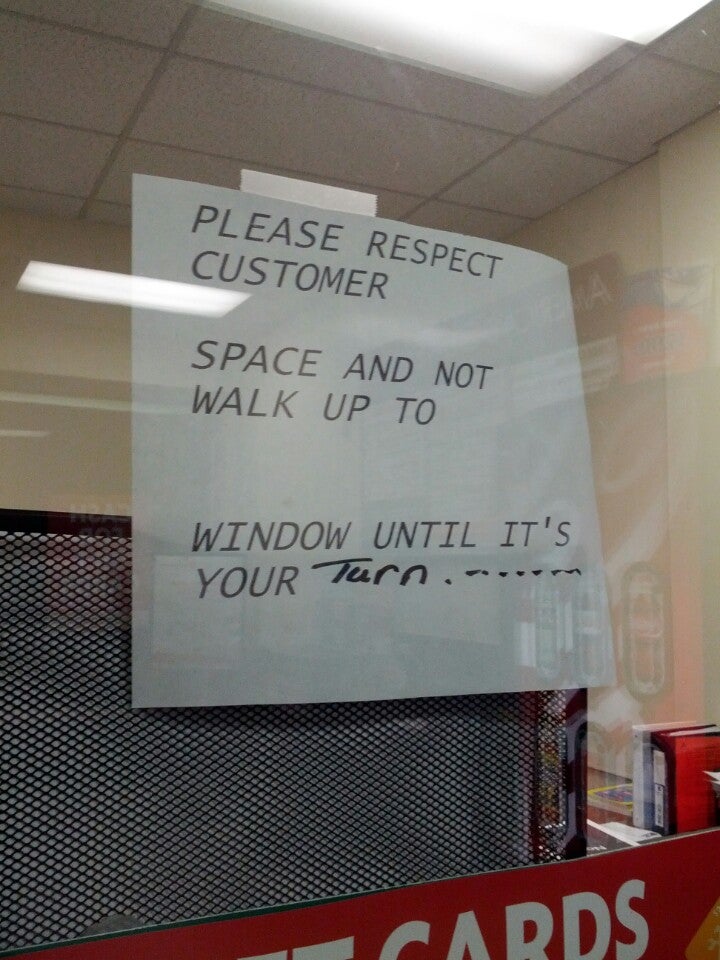 PLEASE RESPECT
CUSTOMER
SPACE AND NOT
WALK UP TO
WINDOW UNTIL IT'S
YOUR Turn.-------
CARDS